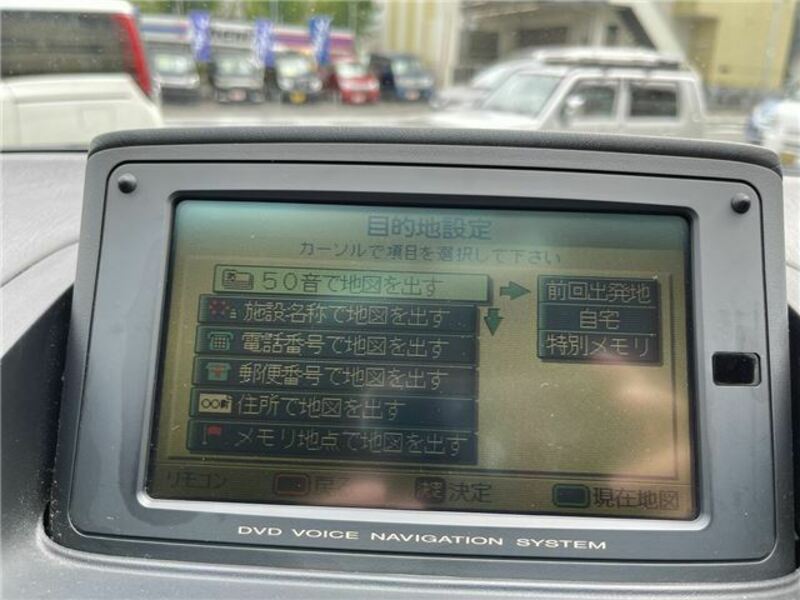 目的地設定
カーソルで項目を選択して下さい
50音で地図を出す
施設名称で地図を出す
電話番号で地図を出す
郵便番号で地図を出す
住所で地図を出す
メモリ地点で地図を出す
前回出発地
自宅
特別メモリ
リモコン
戻る
決定 決定
現在地図
DVD VOICE NAVIGATION SYSTEM